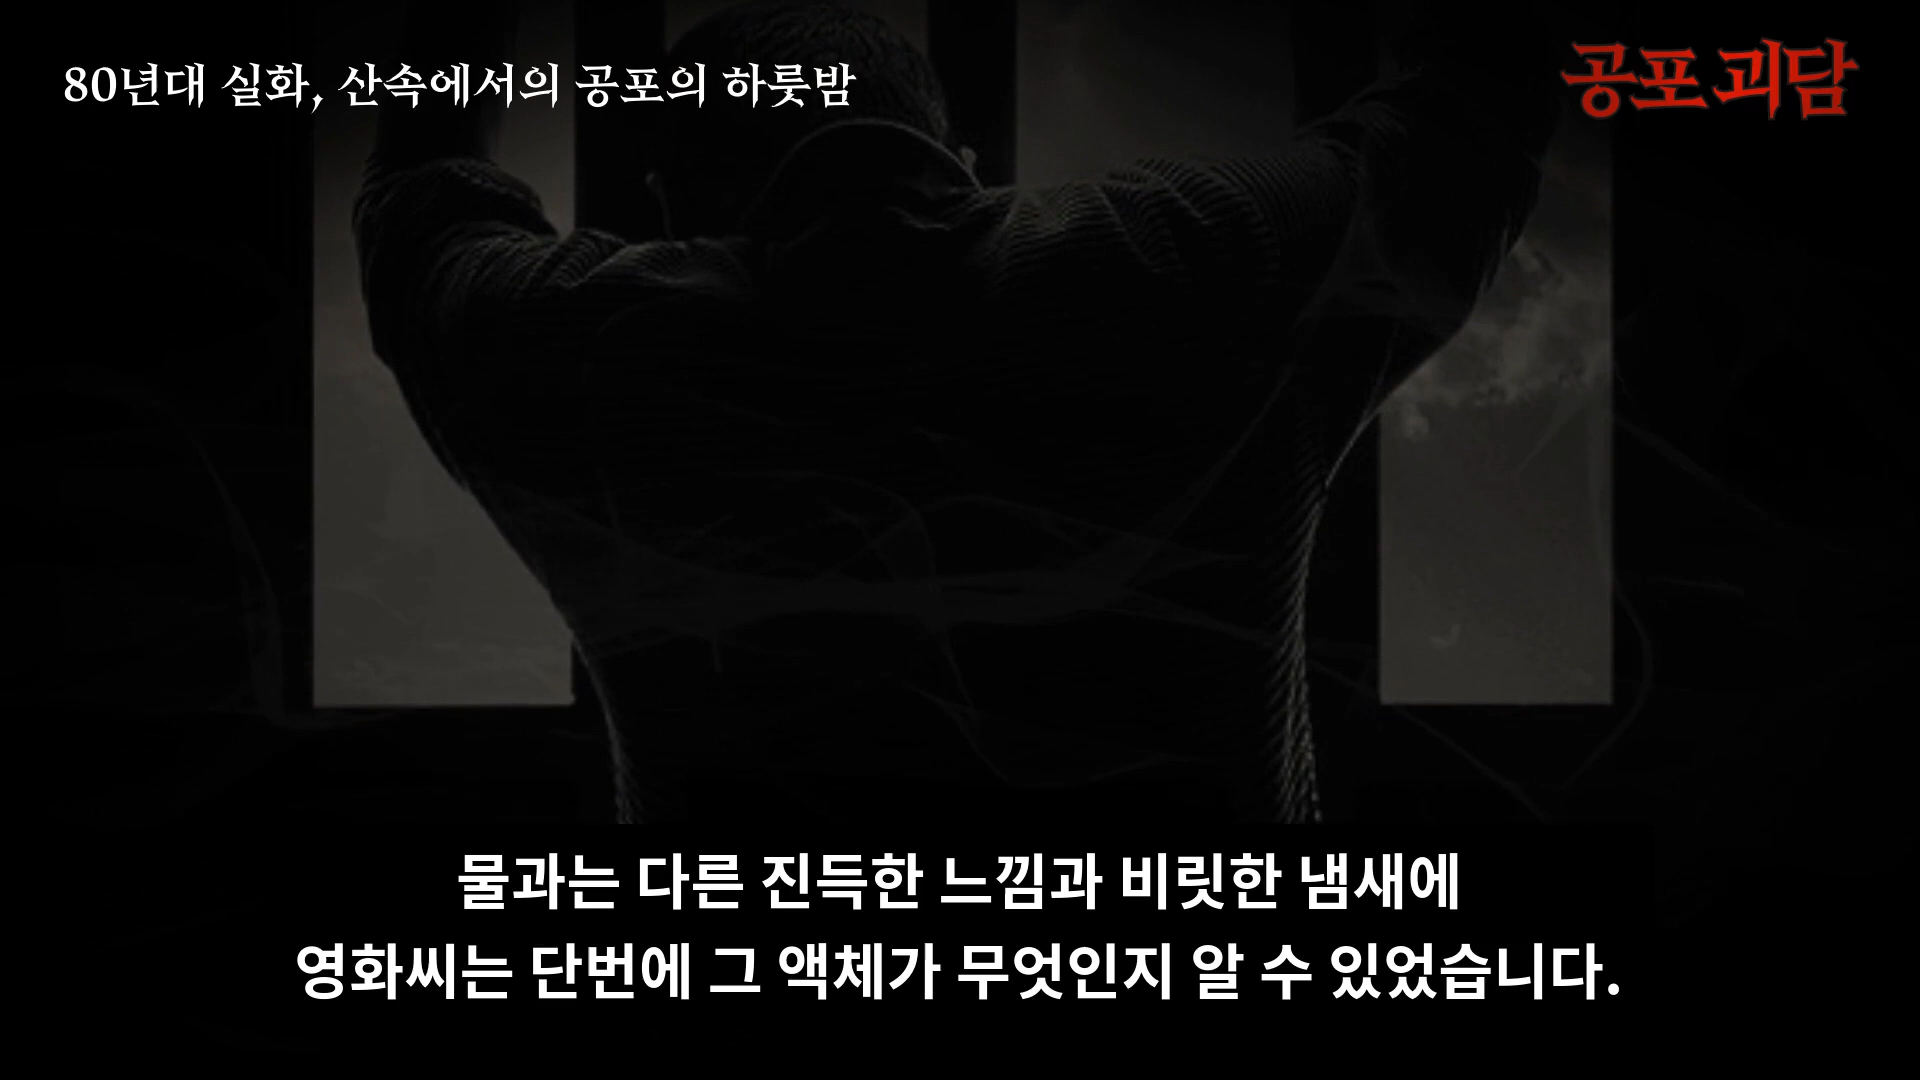 80년대 실화, 산속에서의 공포의 하룻밤
공포괴담
물과는 다른 진득한 느낌과 비릿한 냄새에
영화씨는 단번에 그 액체가 무엇인지 알 수 있었습니다.